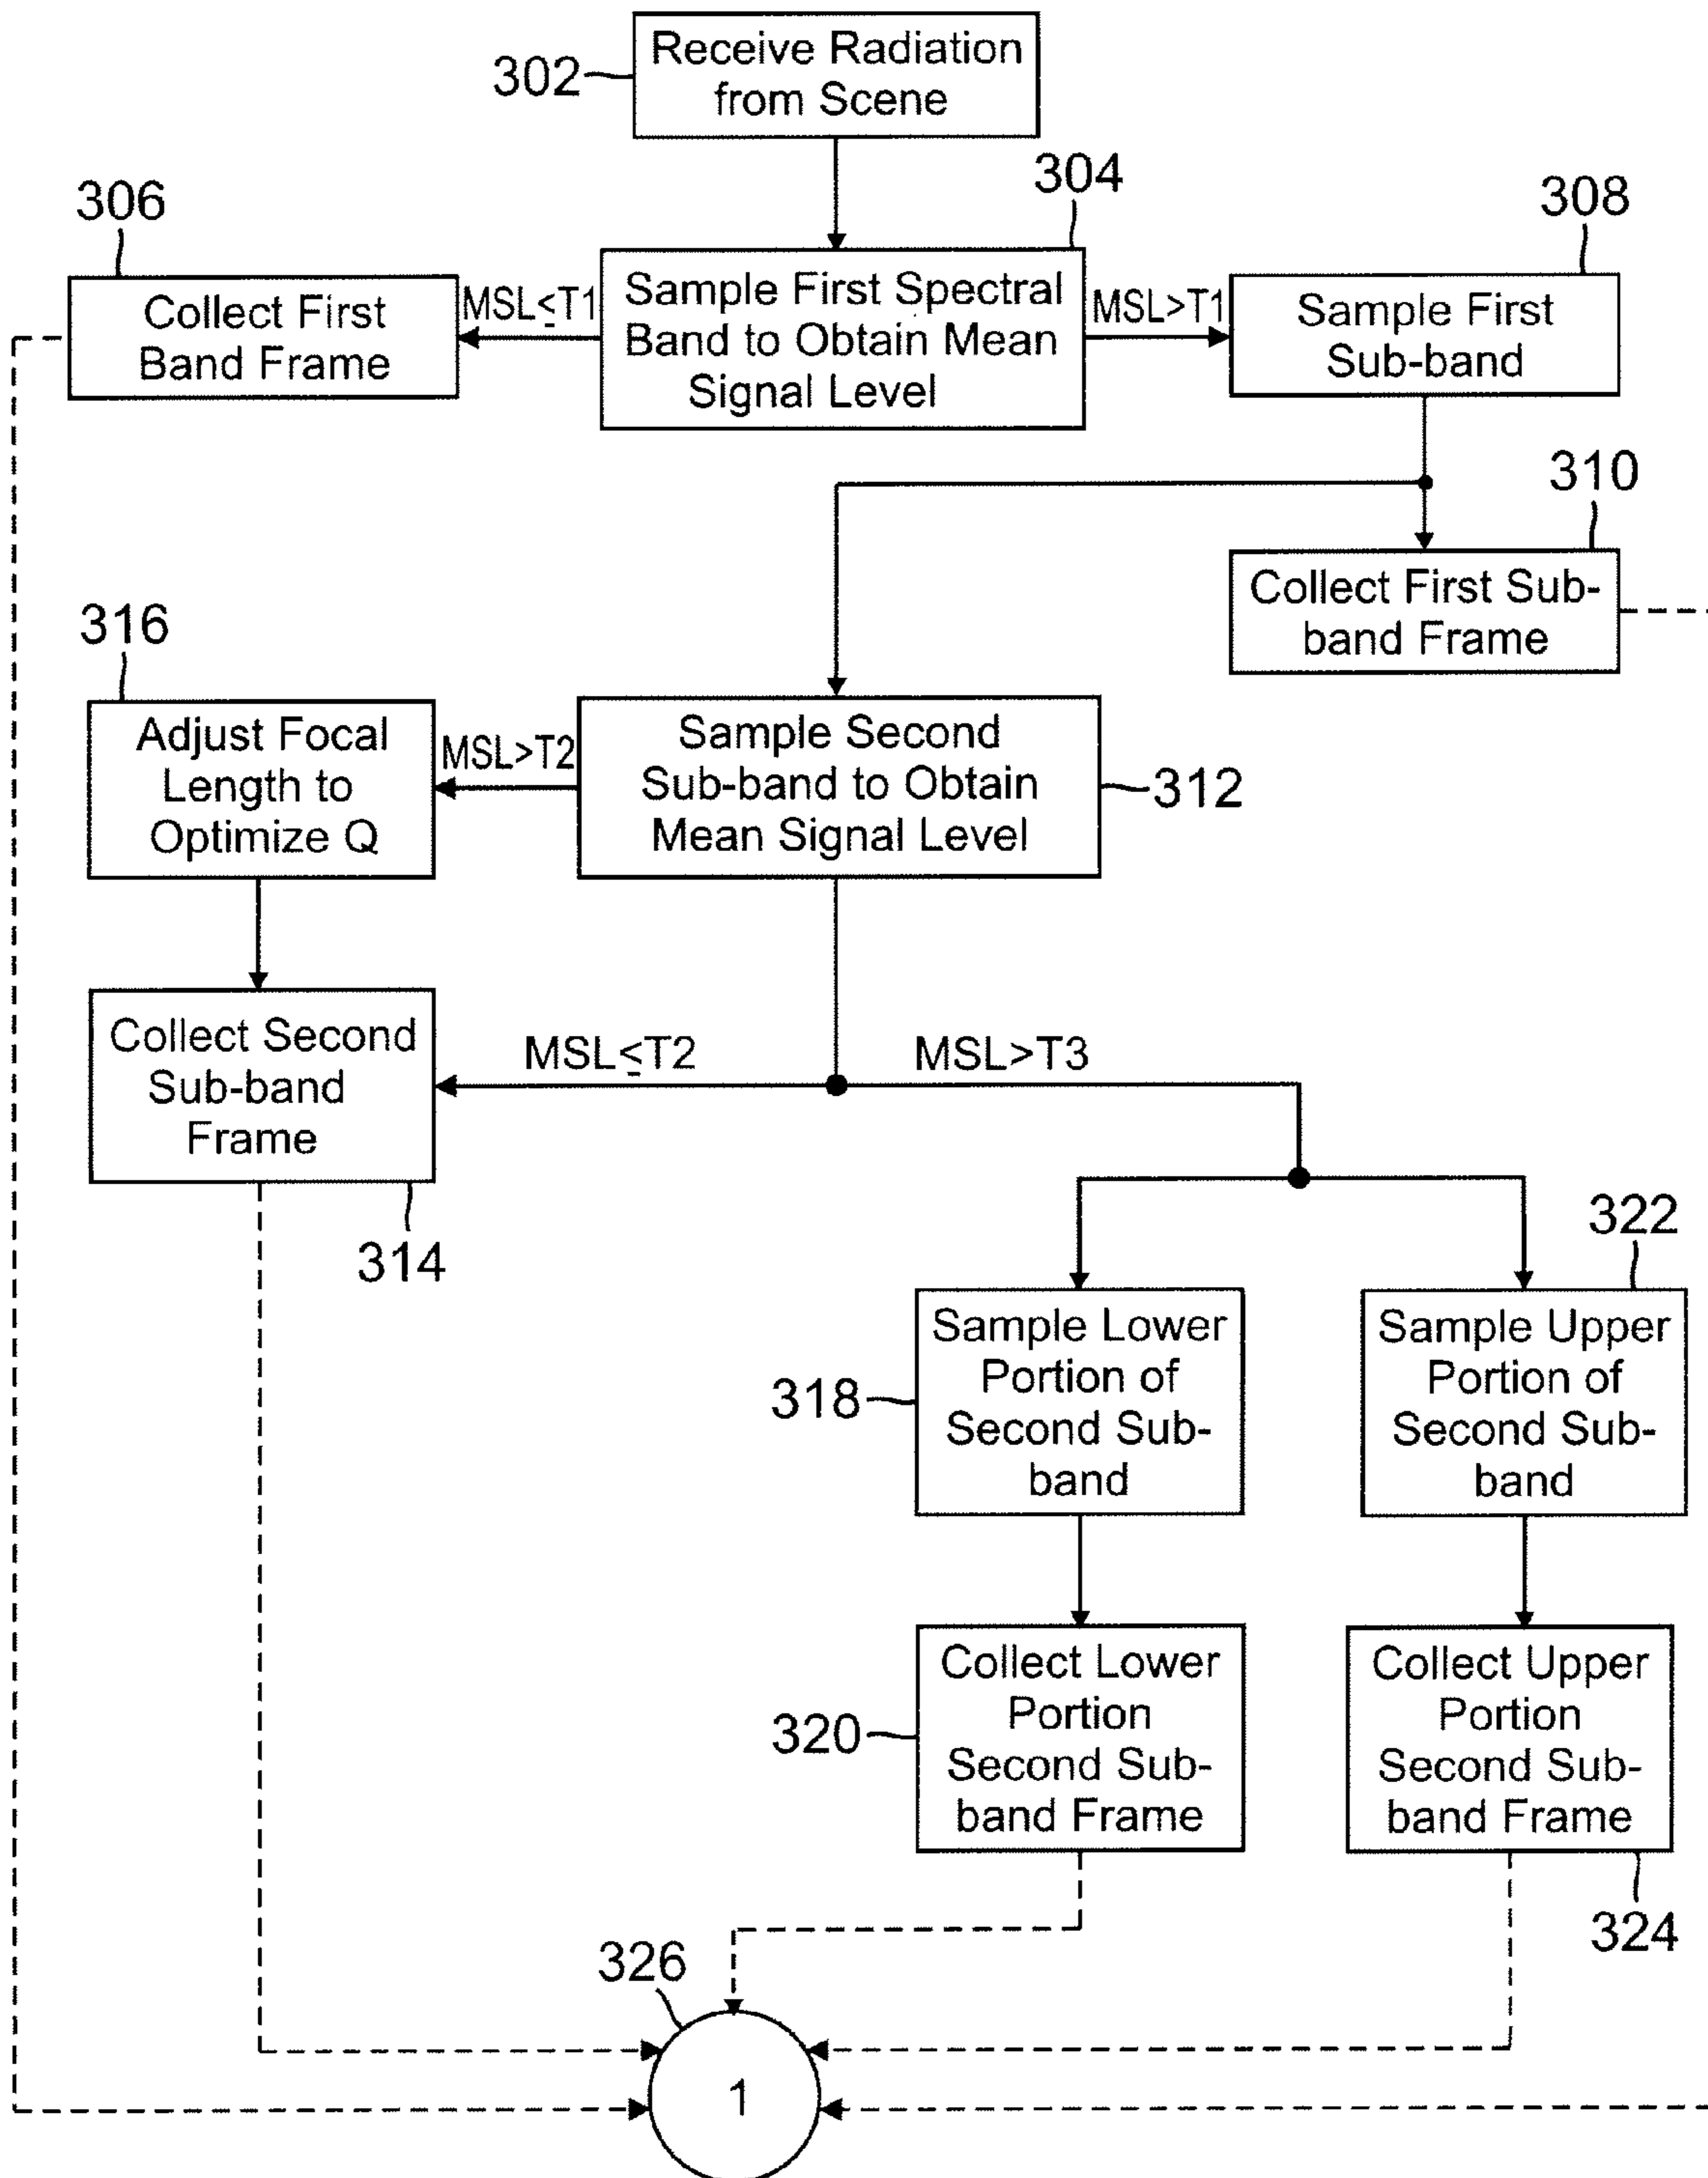 302
Receive Radiation
from Scene
304
306
308
Collect First
Band Frame
MSL≤T1
Sample First Spectral
Band to Obtain Mean
Signal Level
MSL>T1
Sample First
Sub-band
310
Collect First Sub-
band Frame
316
Adjust Focal
Length to
Optimize Q
MSL>T2
Sample Second
Sub-band to Obtain
Mean Signal Level
312
Collect Second
Sub-band
Frame
314
MSL≤T2
MSL>T3
322
318
Sample Lower
Portion of
Second Sub-
band
Sample Upper
Portion of
Second Sub-
band
320
Collect Lower
Portion
Second Sub-
band Frame
Collect Upper
Portion
Second Sub-
band Frame
324
326
1